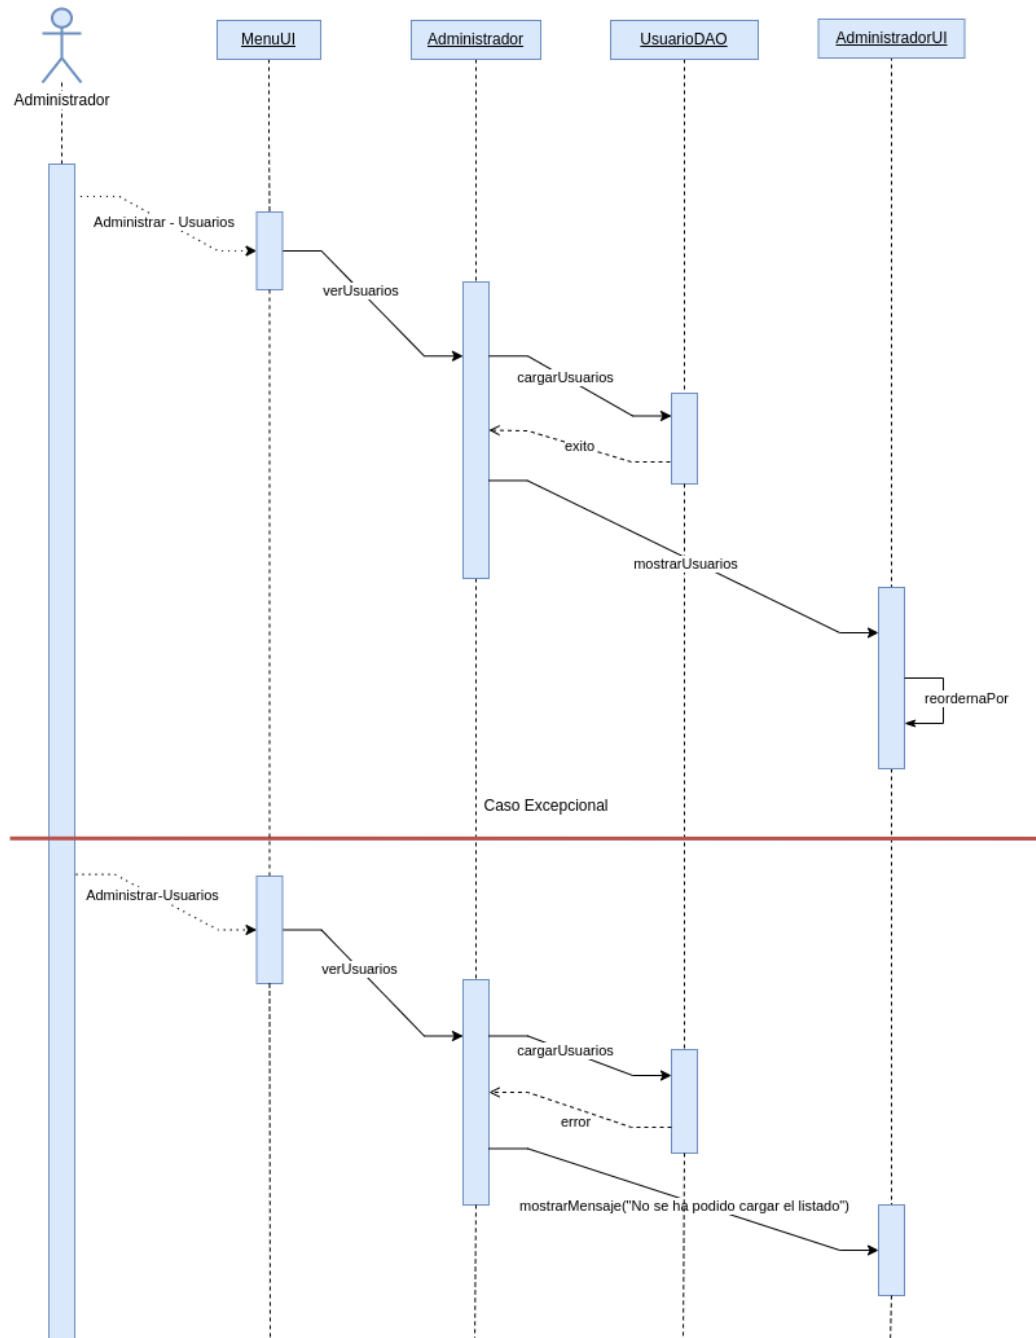 MenuUI
Administrador
UsuarioDAO
AdministradorUI
Administrador
Administrar - Usuarios
verUsuarios
cargarUsuarios
exito
mostrarUsuarios
reordernaPor
Caso Excepcional
Administrar-Usuarios
verUsuarios
cargarUsuarios
error
mostrarMensaje("No se ha podido cargar el listado")